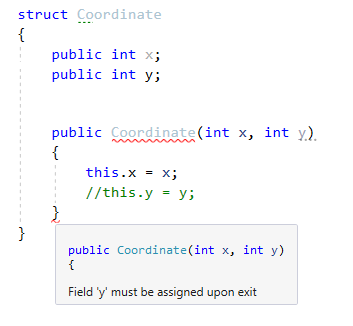 struct Coordinate
{
public int x;
public int y;
public Coordinate(int x, int y)
{
this.x = x;
//this.y = y;
}
}
public Coordinate(int x, int y)
{
Field 'y' must be assigned upon exit